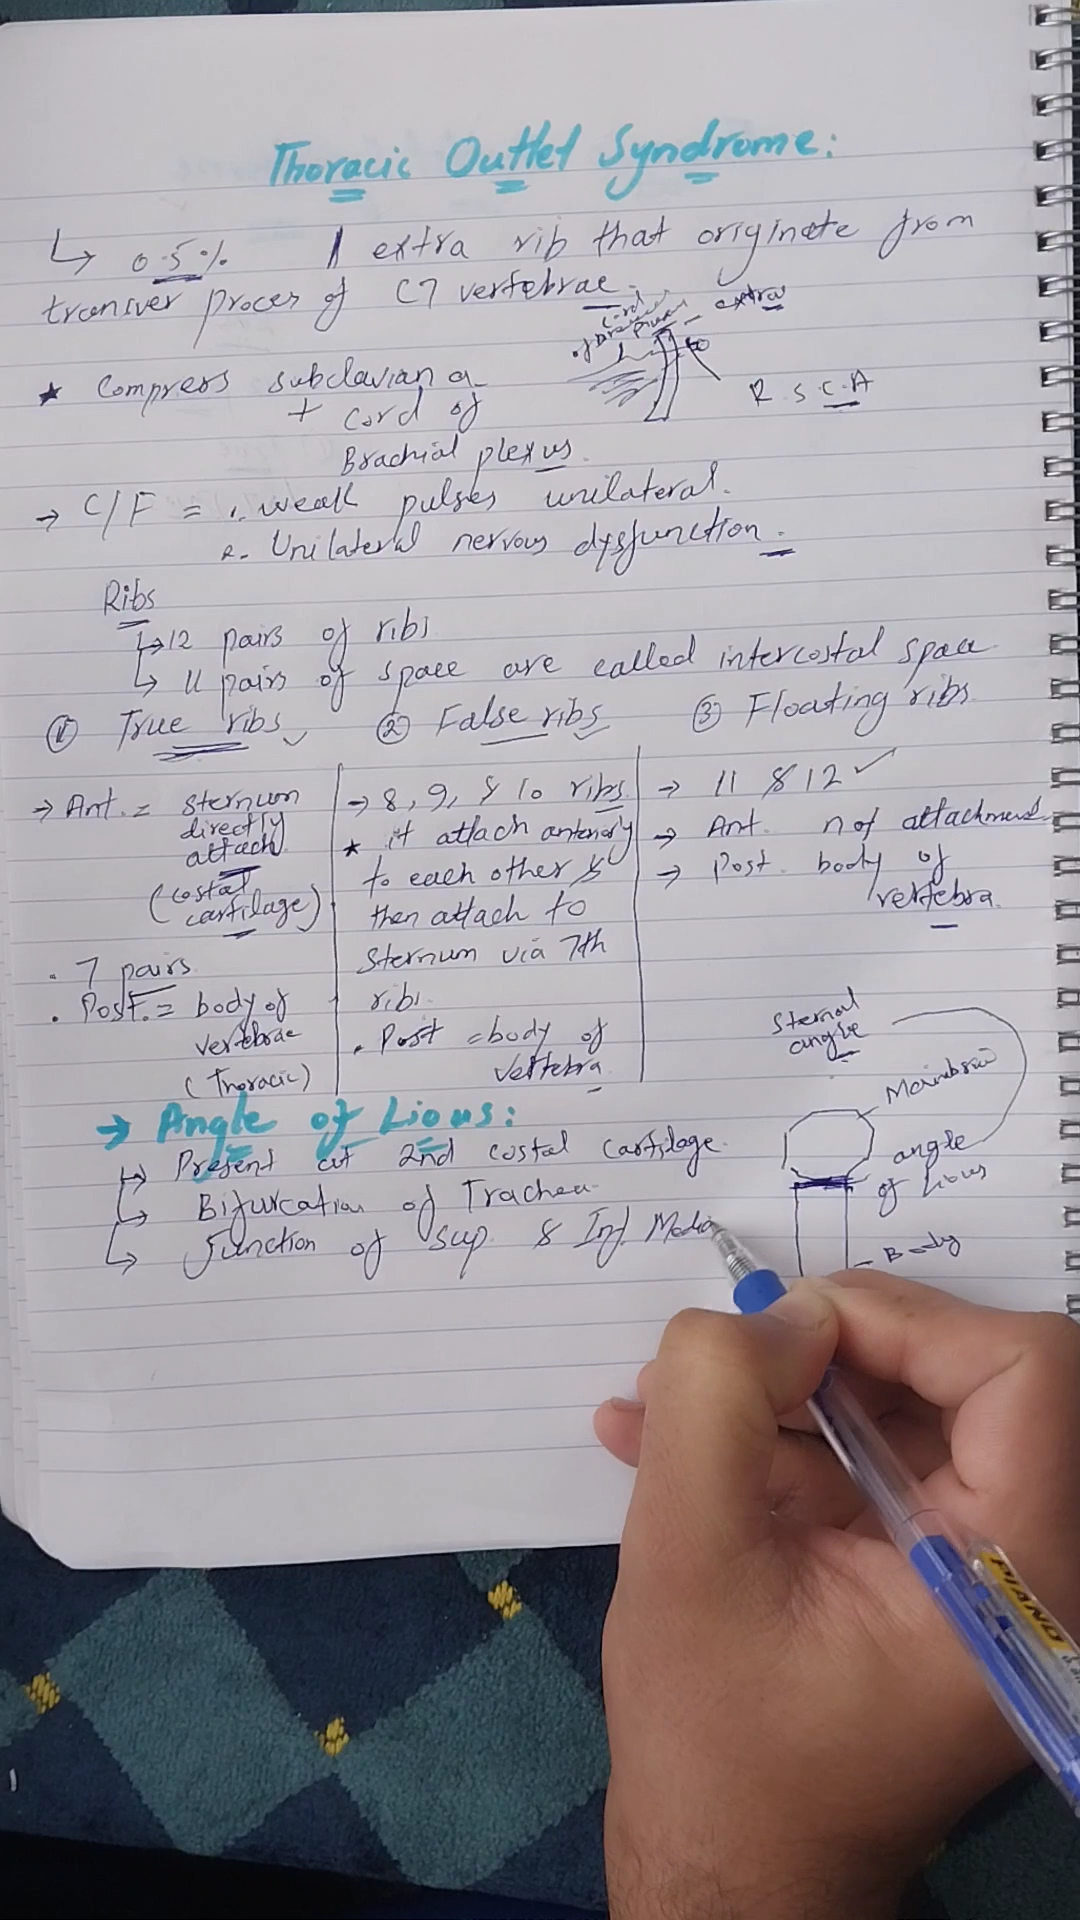 Thoracic Outlet Syndrome:
↳ 0.5% 1 extra rib that originate from
transver proces of C7 vertebrae.
Cord
of
Plexus
extra
R.S.C.A
* Compress subclavian a
+ cord of
Brachial plexus.
→ C/F = 1. weak pulses unilateral.
2. Unilateral nervous dysfunction.
Ribs
↳ 12 pairs of ribs
↳ 11 pairs of space are called intercostal space
① True ribs ② False ribs ③ Floating ribs
→ Ant. = sternum
directly
attach
(costal
cartilage)
. 7 pairs
. Post. = body of
vertebrae
(Thoracic)
→ 8, 9, & 10 ribs
* it attach anteriorly
to each other &
then attach to
sternum via 7th
rib.
. Post = body of
vertebra
→ 11 & 12 ✓
→ Ant. not attachment
→ Post. body of
vertebra.
→ Angle of Lious:
↳ Present at 2nd costal cartilage
↳ Bifurcation of Trachea
↳ Junction of sup. & Inf. Media
Sternal
angle
angle
of Lious
- Body
PIANO